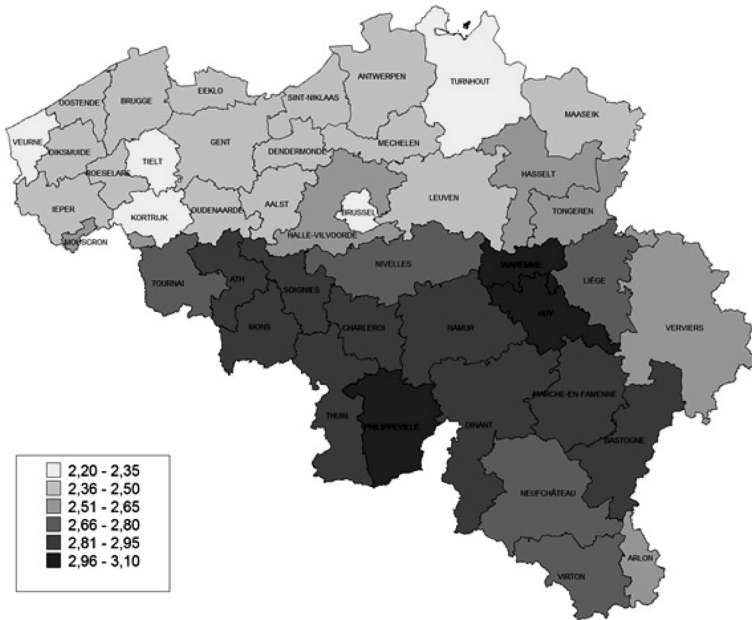 ANTWERPEN
TURNHOUT
EEKLO
SINT-NIKLAAS
OOSTENDE
BRUGGE
MAASEIK
VEURNE
DIKSMUIDE
TIELT
GENT
MECHELEN
DENDERMONDE
ROESELARE
HASSELT
LEUVEN
IEPER
KORTRIJK
OUDENAARDE
AALST
BRUSSEL
TONGEREN
MOUSCRON
HALLE-VILVOORDE
WAREMME
NIVELLES
TOURNAI
ATH
SOIGNIES
LIÉGE
HUY
MONS
CHARLEROI
NAMUR
VERVIERS
MARCHE-EN-FAMENNE
THUIN
PHILIPPEVILLE
DINANT
BASTOGNE
NEUFCHÂTEAU
ARLON
VIRTON
2,20 - 2,35
2,36 - 2,50
2,51 - 2,65
2,66 - 2,80
2,81 - 2,95
2,96 - 3,10